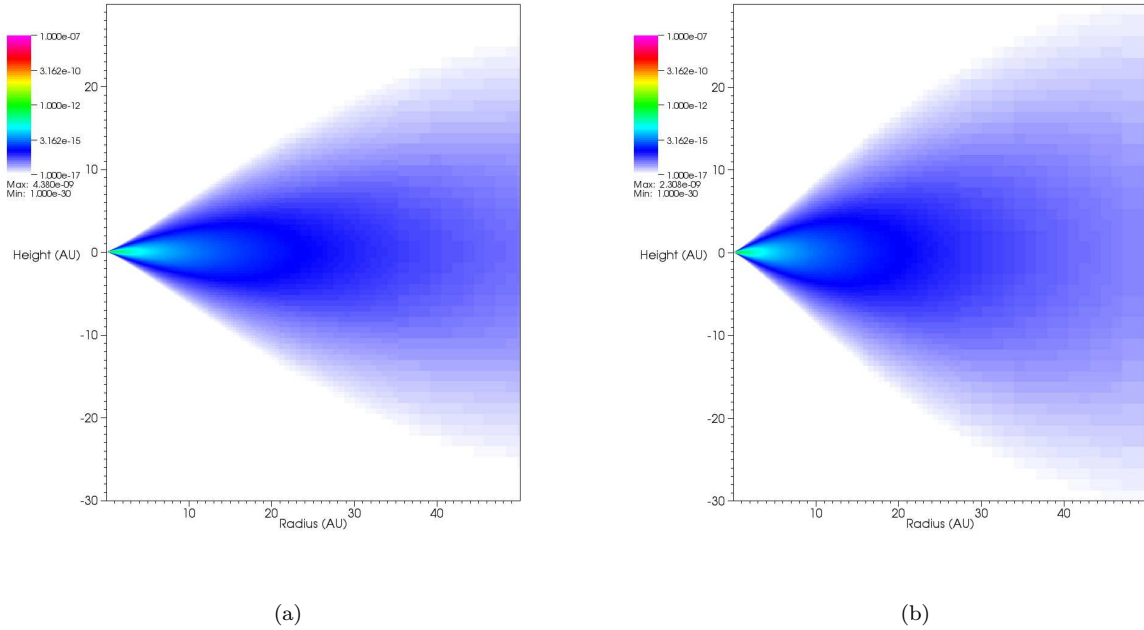 1.000e-07
3.162e-10
1.000e-12
3.162e-15
1.000e-17
Max: 4.380e-09
Min: 1.000e-30
20
10
Height (AU)
0
-10
-20
-30
10
20
30
40
Radius (AU)
(a)
1.000e-07
3.162e-10
1.000e-12
3.162e-15
1.000e-17
Max: 2.308e-09
Min: 1.000e-30
20
10
Height (AU)
0
-10
-20
-30
10
20
30
40
Radius (AU)
(b)